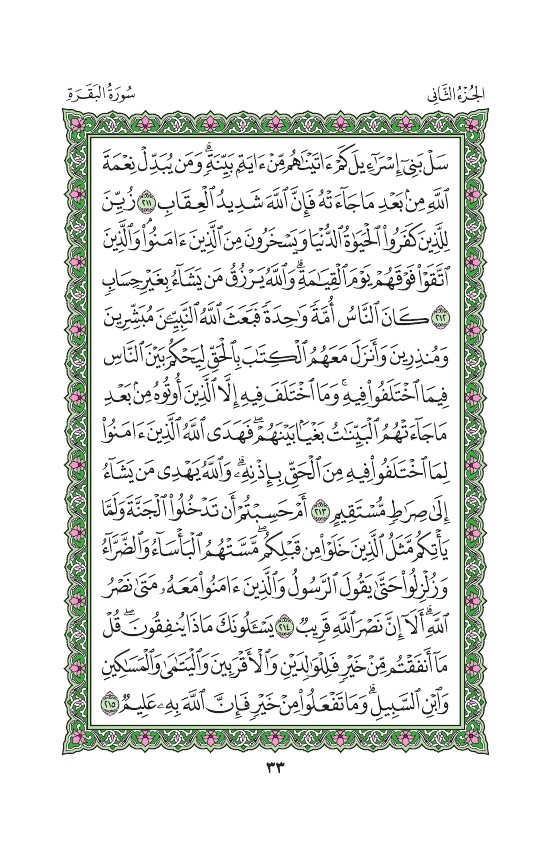 الجُزءُ الثَّانِي
سُورَةُ البَقَرَةِ
سَلْ بَنِىٓ إِسْرَٰٓءِيلَ كَمْ ءَاتَيْنَٰهُم مِّنْ ءَايَةِۭ بَيِّنَةٍۗ وَمَن يُبَدِّلْ نِعْمَةَ
ٱللَّهِ مِنۢ بَعْدِ مَا جَآءَتْهُ فَإِنَّ ٱللَّهَ شَدِيدُ ٱلْعِقَابِ ٢١١ زُيِّنَ
لِلَّذِينَ كَفَرُوا۟ ٱلْحَيَوٰةُ ٱلدُّنْيَا وَيَسْخَرُونَ مِنَ ٱلَّذِينَ ءَامَنُوا۟ۘ وَٱلَّذِينَ
ٱتَّقَوْا۟ فَوْقَهُمْ يَوْمَ ٱلْقِيَٰمَةِۗ وَٱللَّهُ يَرْزُقُ مَن يَشَآءُ بِغَيْرِ حِسَابٍ
٢١٢ كَانَ ٱلنَّاسُ أُمَّةً وَٰحِدَةً فَبَعَثَ ٱللَّهُ ٱلنَّبِيِّۦنَ مُبَشِّرِينَ
وَمُنذِرِينَ وَأَنزَلَ مَعَهُمُ ٱلْكِتَٰبَ بِٱلْحَقِّ لِيَحْكُمَ بَيْنَ ٱلنَّاسِ
فِيمَا ٱخْتَلَفُوا۟ فِيهِۚ وَمَا ٱخْتَلَفَ فِيهِ إِلَّا ٱلَّذِينَ أُوتُوهُ مِنۢ بَعْدِ
مَا جَآءَتْهُمُ ٱلْبَيِّنَٰتُ بَغْيًۢا بَيْنَهُمْۖ فَهَدَى ٱللَّهُ ٱلَّذِينَ ءَامَنُوا۟
لِمَا ٱخْتَلَفُوا۟ فِيهِ مِنَ ٱلْحَقِّ بِإِذْنِهِۦۗ وَٱللَّهُ يَهْدِى مَن يَشَآءُ
إِلَىٰ صِرَٰطٍ مُّسْتَقِيمٍ ٢١٣ أَمْ حَسِبْتُمْ أَن تَدْخُلُوا۟ ٱلْجَنَّةَ وَلَمَّا
يَأْتِكُم مَّثَلُ ٱلَّذِينَ خَلَوْا۟ مِن قَبْلِكُمۖ مَّسَّتْهُمُ ٱلْبَأْسَآءُ وَٱلضَّرَّآءُ
وَزُلْزِلُوا۟ حَتَّىٰ يَقُولَ ٱلرَّسُولُ وَٱلَّذِينَ ءَامَنُوا۟ مَعَهُۥ مَتَىٰ نَصْرُ
ٱللَّهِۗ أَلَآ إِنَّ نَصْرَ ٱللَّهِ قَرِيبٌ ٢١٤ يَسْـَٔلُونَكَ مَاذَا يُنفِقُونَۖ قُلْ
مَآ أَنفَقْتُم مِّنْ خَيْرٍ فَلِلْوَٰلِدَيْنِ وَٱلْأَقْرَبِينَ وَٱلْيَتَٰمَىٰ وَٱلْمَسَٰكِينِ
وَٱبْنِ ٱلسَّبِيلِۗ وَمَا تَفْعَلُوا۟ مِنْ خَيْرٍ فَإِنَّ ٱللَّهَ بِهِۦ عَلِيمٌ ٢١٥
٣٣